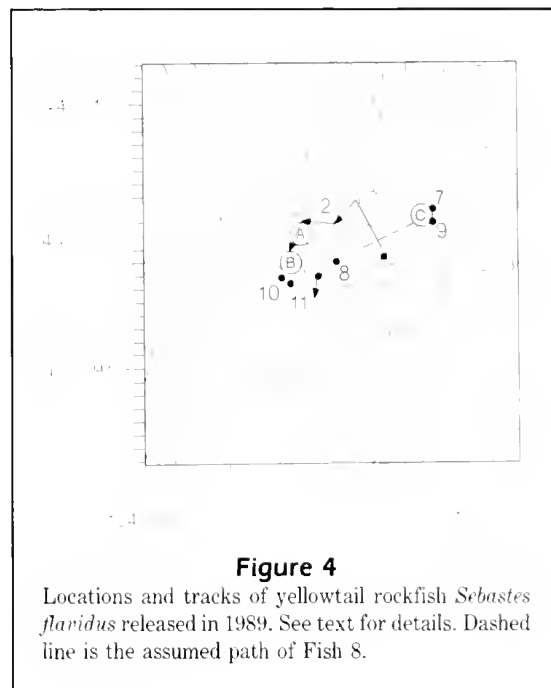 2
7
C
9
A
B
8
10
11
Figure 4
Locations and tracks of yellowtail rockfish Sebastes
flavidus released in 1989. See text for details. Dashed
line is the assumed path of Fish 8.